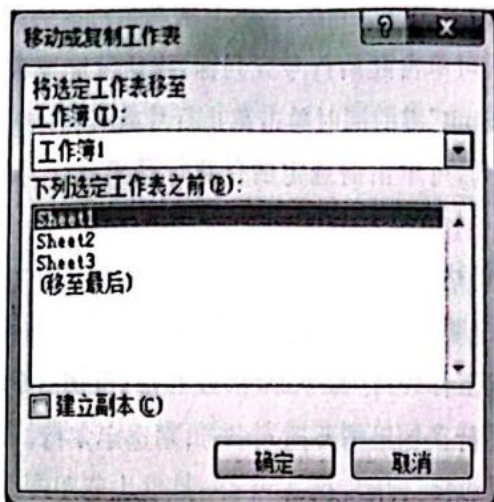 移动或复制工作表
将选定工作表移至
工作簿(T):
工作簿1
下列选定工作表之前(B):
Sheet1
Sheet2
Sheet3
(移至最后)
建立副本(C)
确定
取消